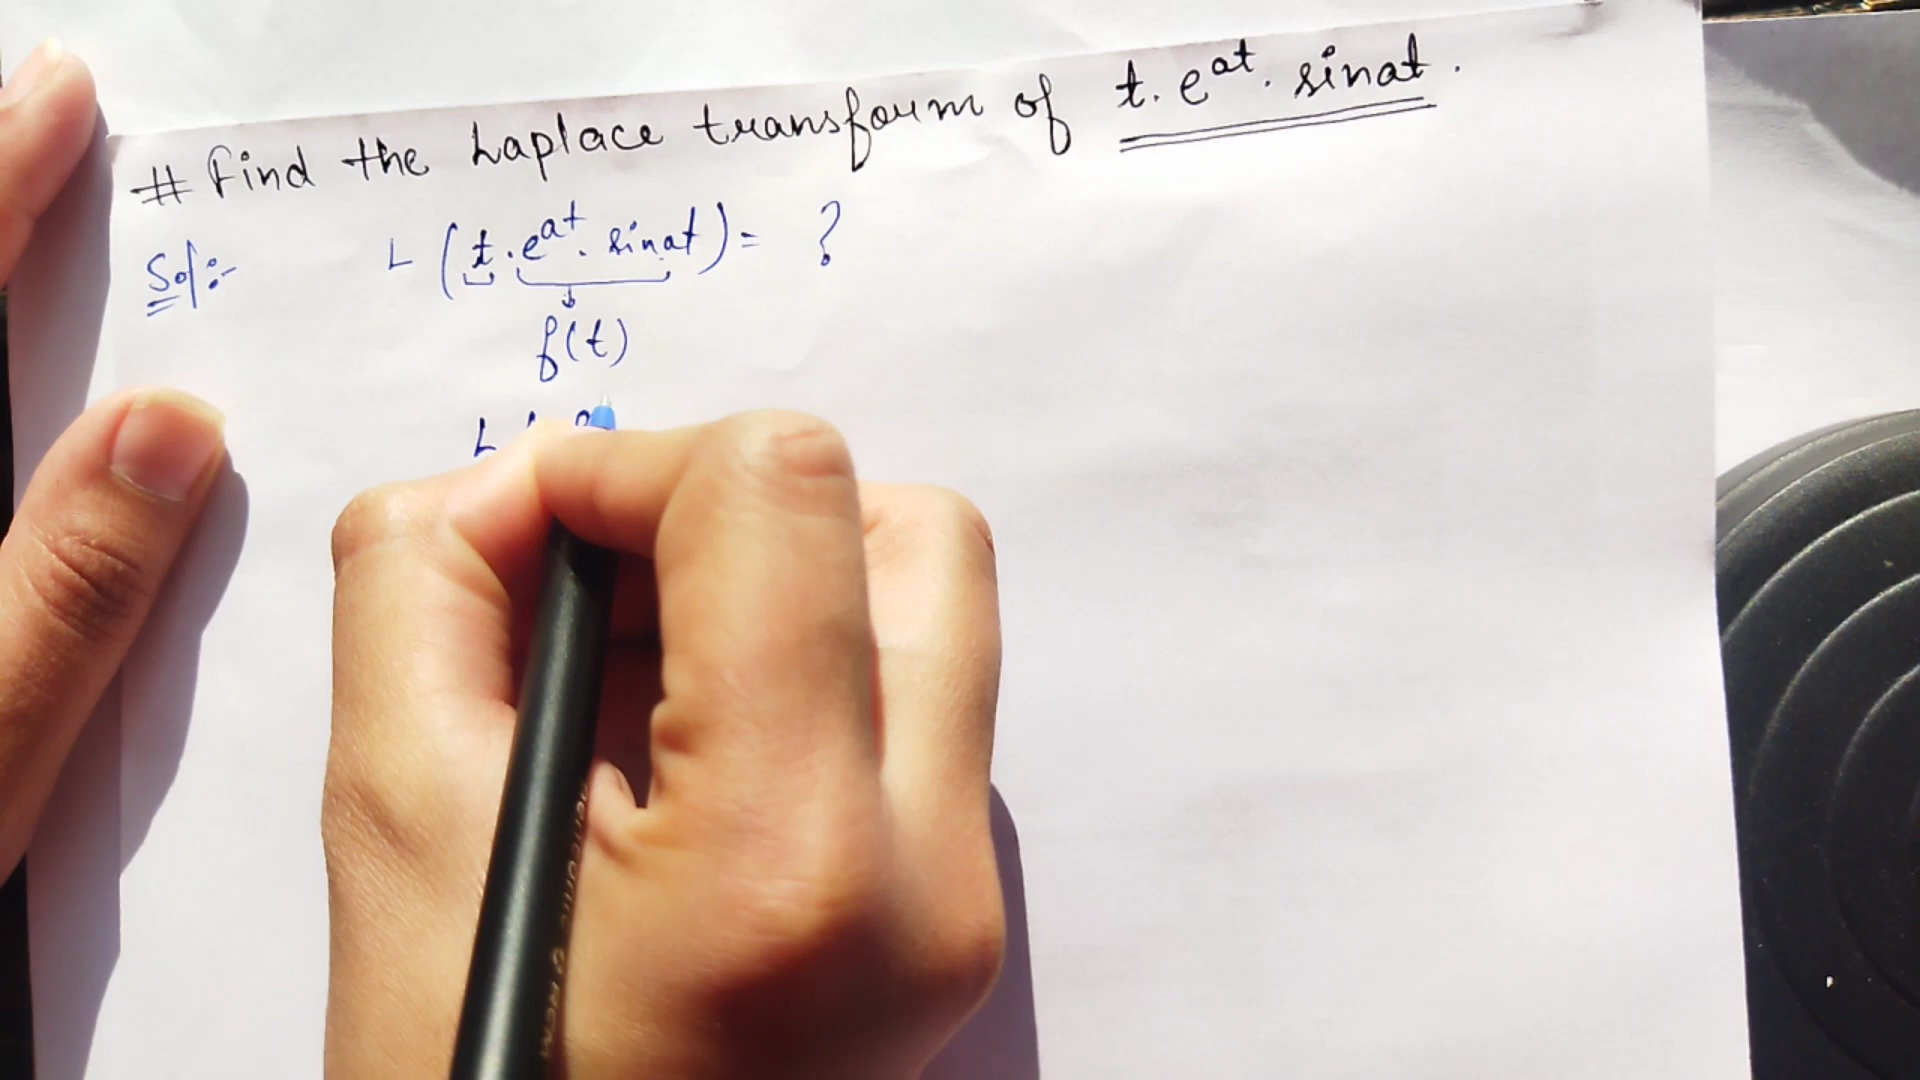 # Find the Laplace transform of t. e^at. sinat.
Sol:- L (t. e^at. sinat) = ?
f(t)
L